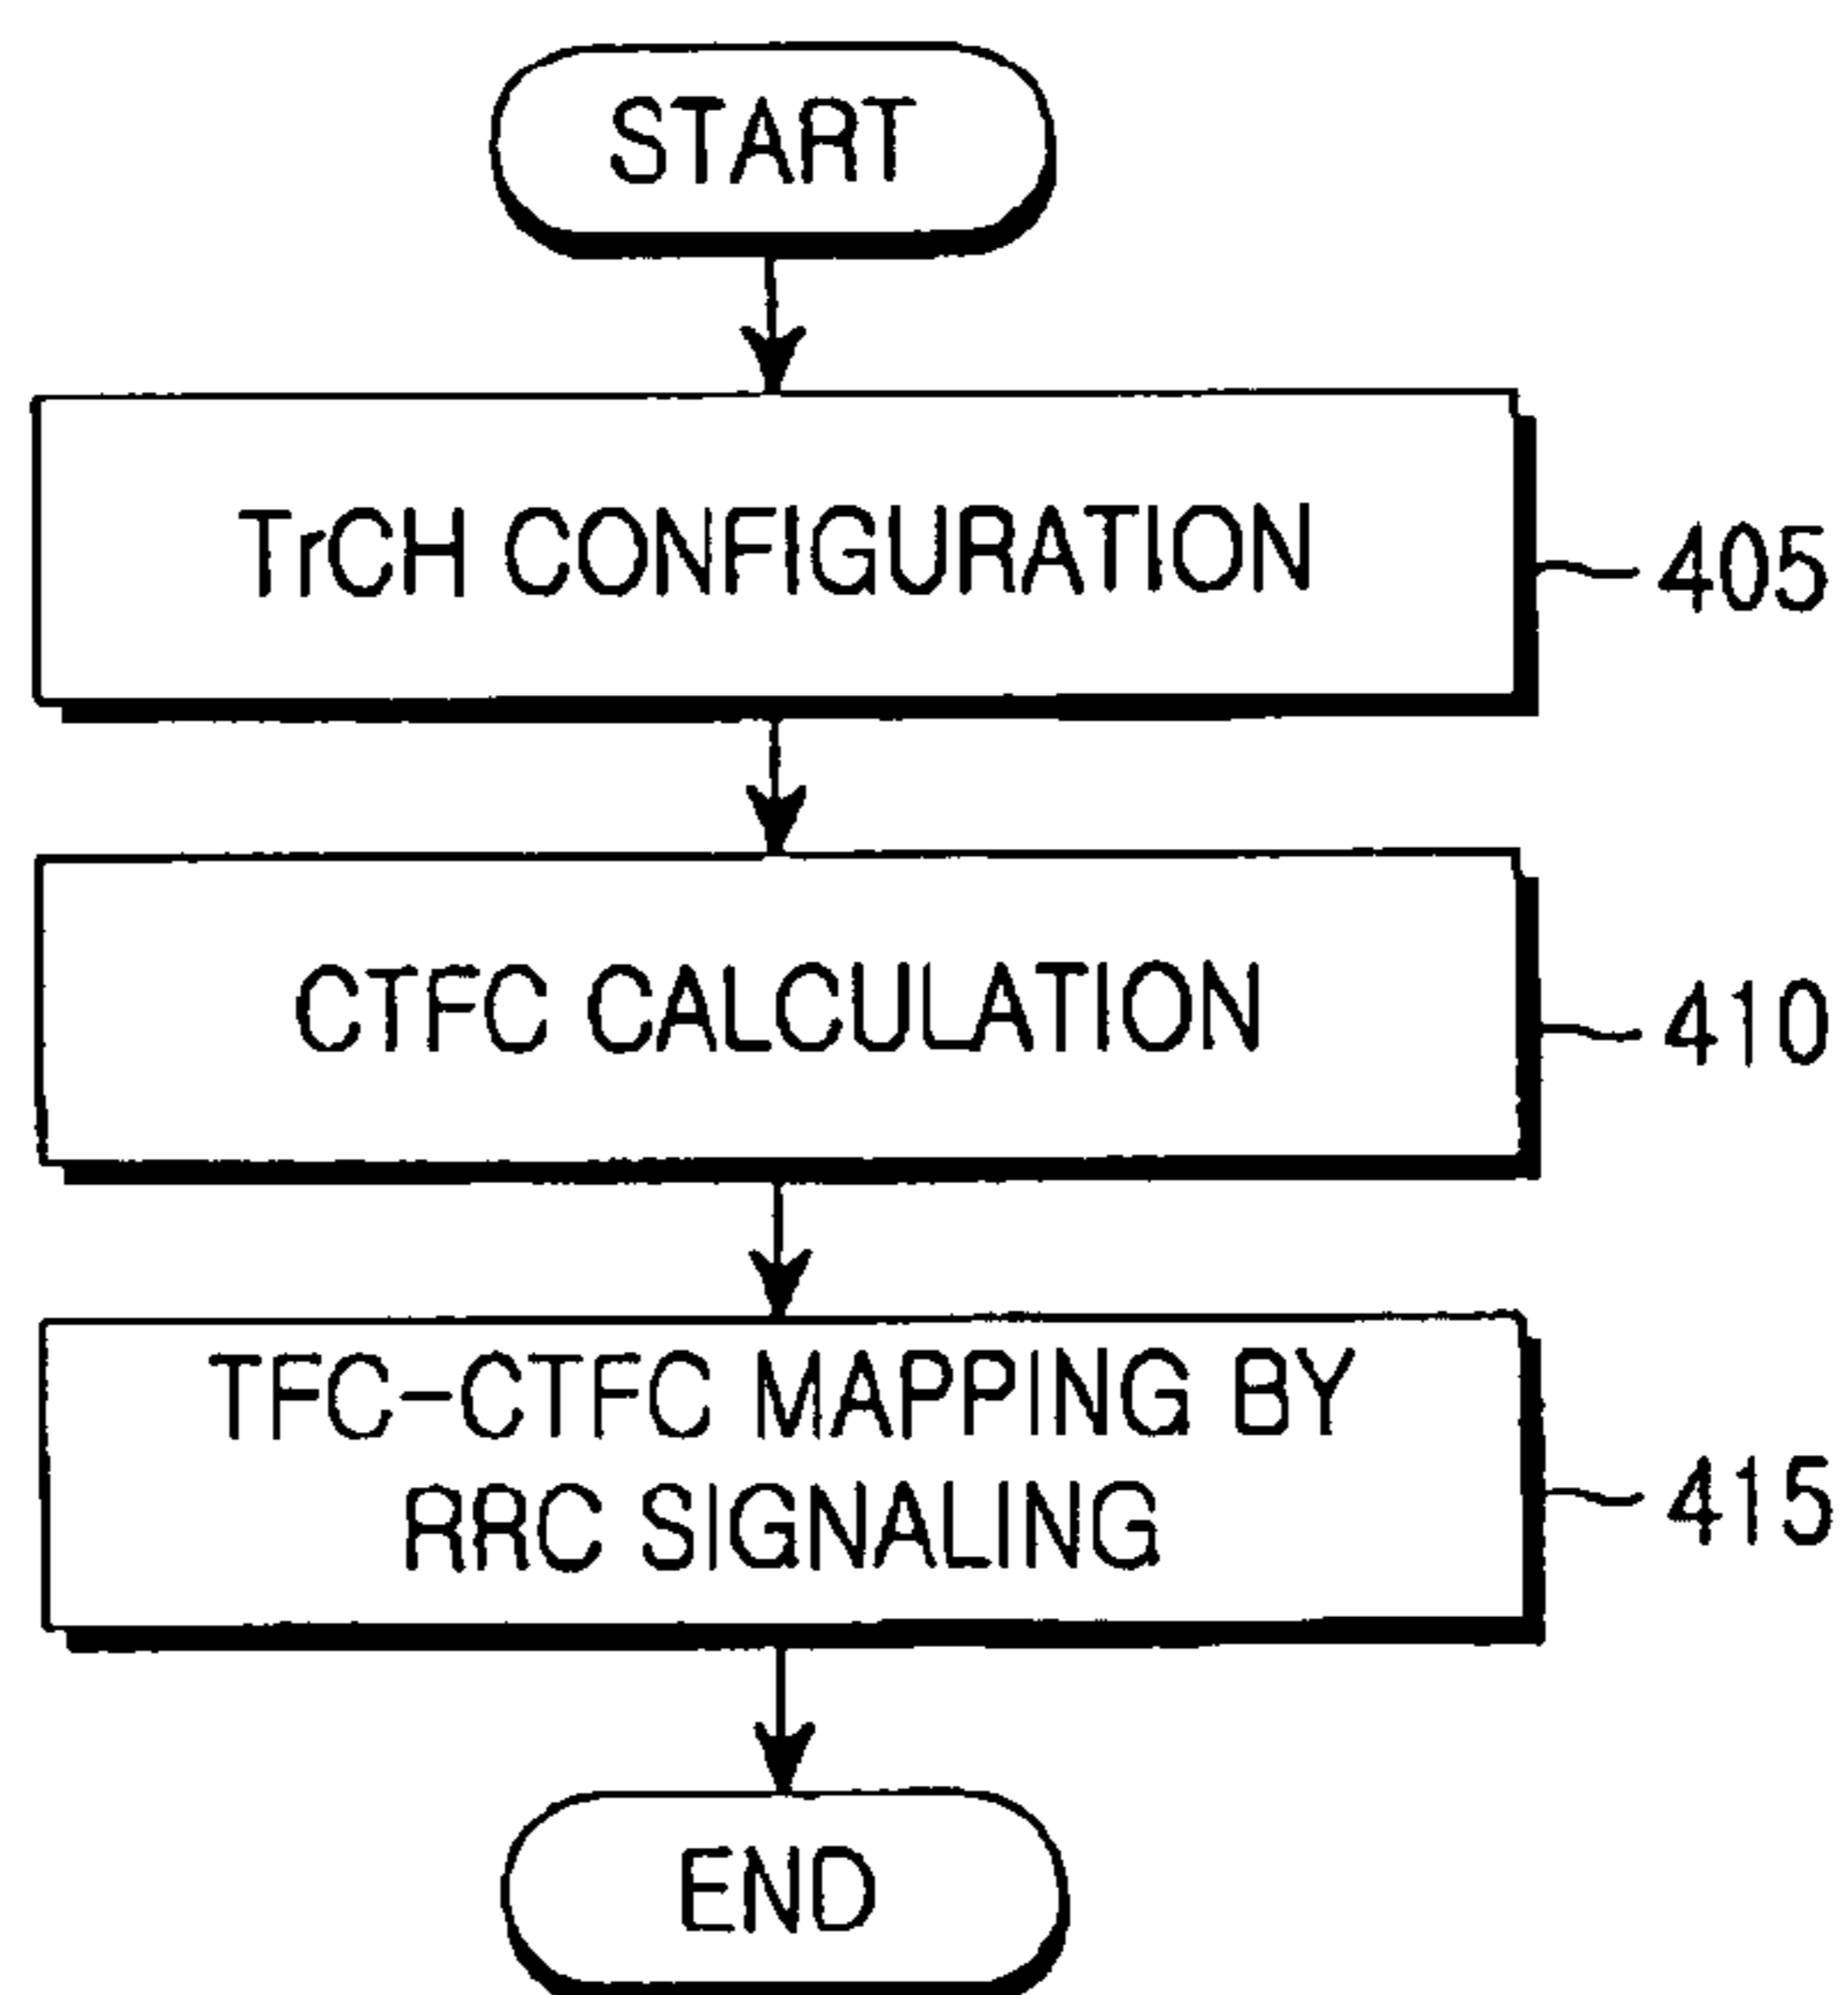 START
TrCH CONFIGURATION
405
CTFC CALCULATION
410
TFC-CTFC MAPPING BY
RRC SIGNALING
415
END